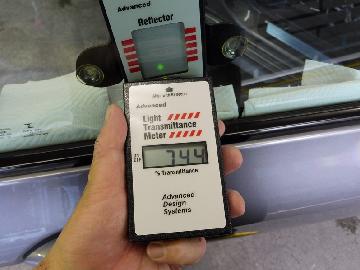 Advanced
Reflector
Advanced
Light
Transmittance
Meter
74.4
% Transmittance
Advanced
Design
Systems